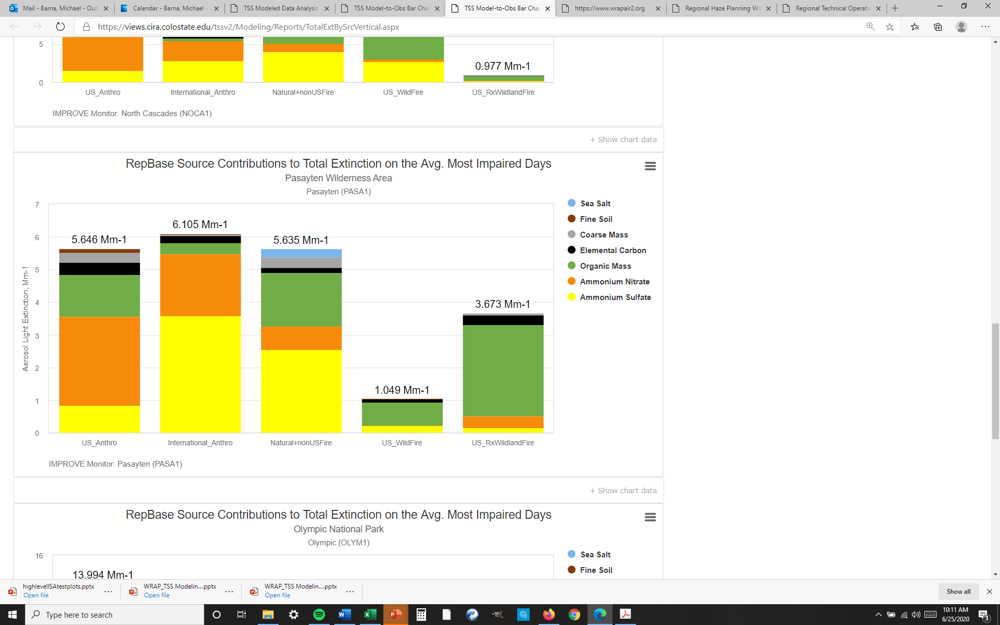 Mail - Barna, Michael - Out
Calendar - Barna, Michael -
TSS Modeled Data Analysis
TSS Model-to-Obs Bar Cha
TSS Model-to-Obs Bar Cha
https://www.wrapair2.org
Regional Haze Planning Wo
Regional Technical Operatio
https://views.cira.colostate.edu/tssv2/Modeling/Reports/TotalExtBySrcVertical.aspx
5
0.977 Mm-1
0
US_Anthro
International_Anthro
Natural+nonUSFire
US_WildFire
US_RxWildlandFire
IMPROVE Monitor: North Cascades (NOCA1)
+ Show chart data
RepBase Source Contributions to Total Extinction on the Avg. Most Impaired Days
Pasayten Wilderness Area
Pasayten (PASA1)
7
6
5
4
3
2
1
0
Aerosol Light Extinction, Mm-1
5.646 Mm-1
6.105 Mm-1
5.635 Mm-1
1.049 Mm-1
3.673 Mm-1
Sea Salt
Fine Soil
Coarse Mass
Elemental Carbon
Organic Mass
Ammonium Nitrate
Ammonium Sulfate
US_Anthro
International_Anthro
Natural+nonUSFire
US_WildFire
US_RxWildlandFire
IMPROVE Monitor: Pasayten (PASA1)
+ Show chart data
RepBase Source Contributions to Total Extinction on the Avg. Most Impaired Days
Olympic National Park
Olympic (OLYM1)
16
13.994 Mm-1
Sea Salt
Fine Soil
highlevelISAtestplots.pptx
Open file
WRAP_TSS Modelin....pptx
Open file
WRAP_TSS Modelin....pptx
Open file
Show all
Type here to search
10:11 AM
6/25/2020
3